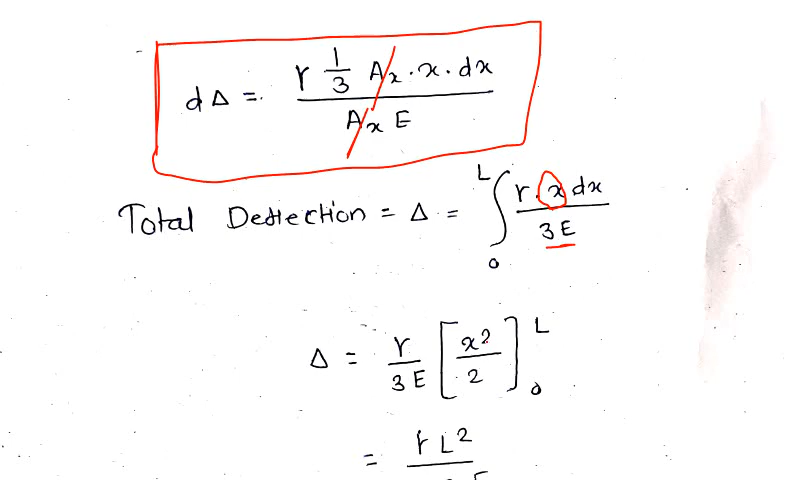 dΔ = r 1/3 Ax · x · dx / Ax E
Total Deflection = Δ = ∫₀ᴸ r · x dx / 3E
Δ = r/3E [x²/2]₀ᴸ
= r L² /